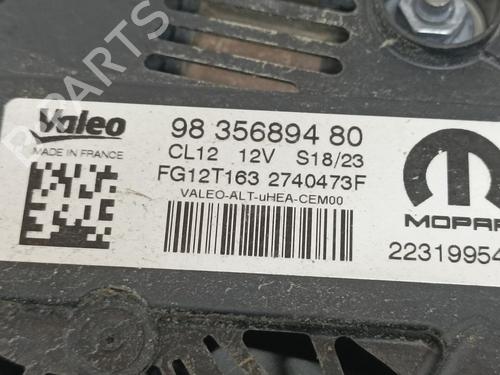 Valeo
MADE IN FRANCE
98 356894 80
CL12 12V S18/23
FG12T163 2740473F
VALEO-ALT-uHEA-CEM00
MOPAR
22319954
B-PARTS